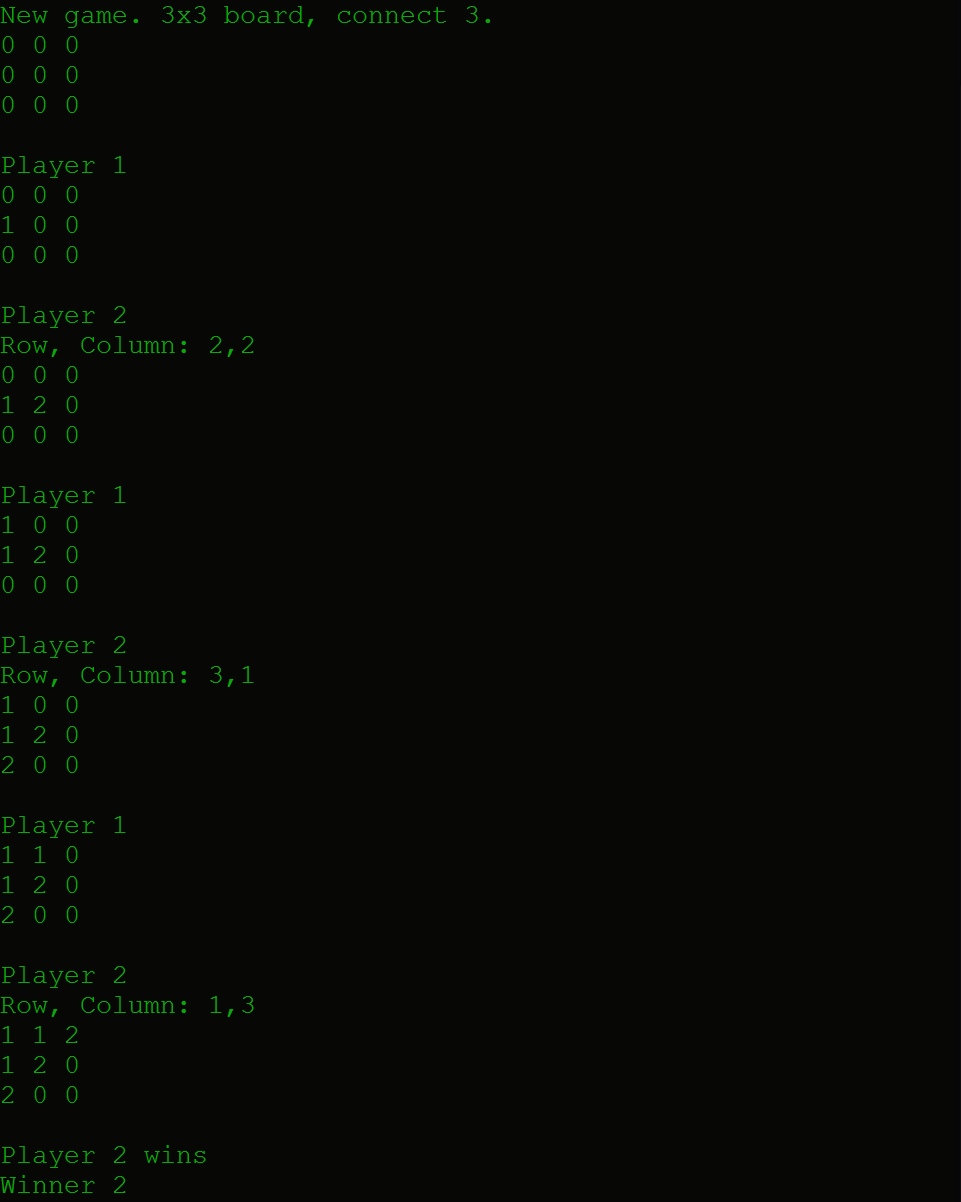 New game. 3x3 board, connect 3.
0 0 0
0 0 0
0 0 0
Player 1
0 0 0
1 0 0
0 0 0
Player 2
Row, Column: 2,2
0 0 0
1 2 0
0 0 0
Player 1
1 0 0
1 2 0
0 0 0
Player 2
Row, Column: 3,1
1 0 0
1 2 0
2 0 0
Player 1
1 1 0
1 2 0
2 0 0
Player 2
Row, Column: 1,3
1 1 2
1 2 0
2 0 0
Player 2 wins
Winner 2